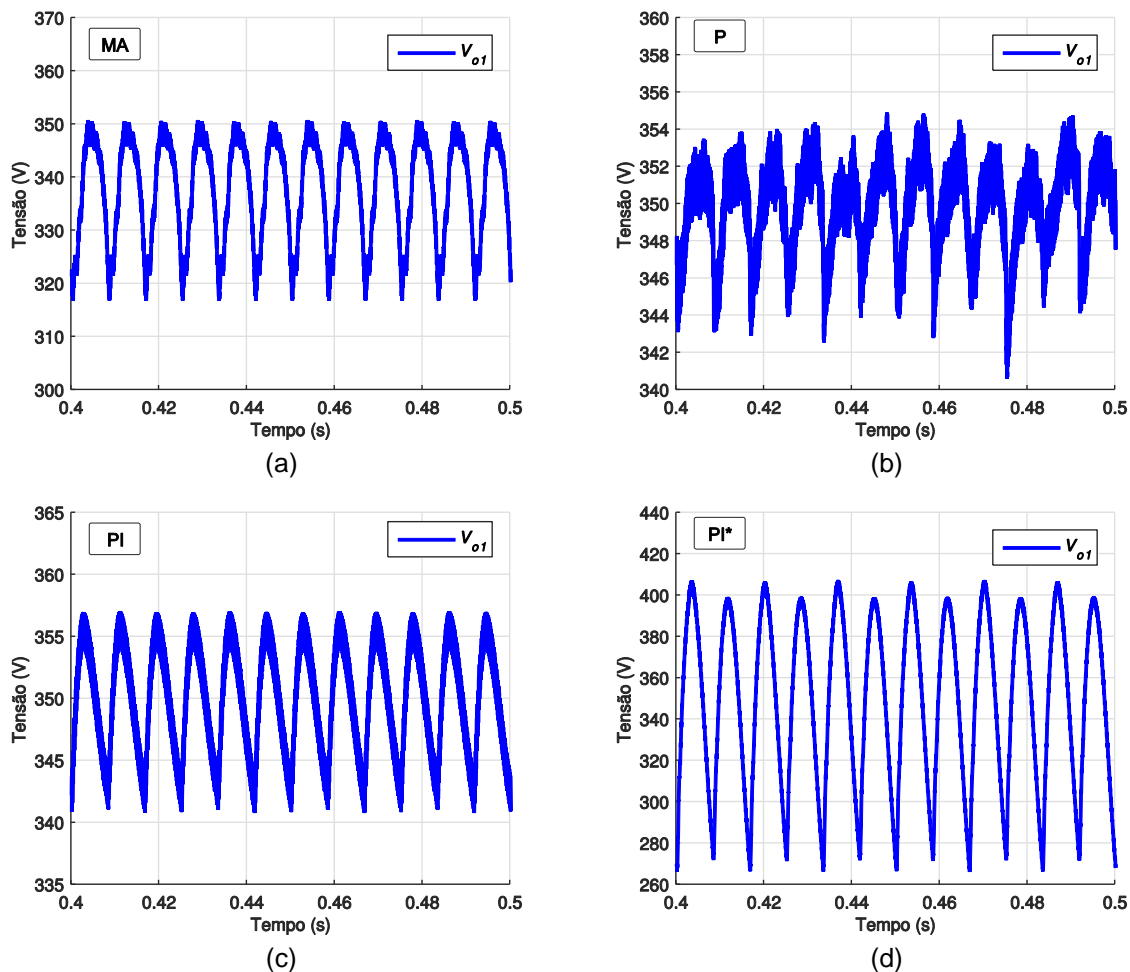 MA
V_o1
370
360
350
340
330
320
310
300
Tensão (V)
0.4 0.42 0.44 0.46 0.48 0.5
Tempo (s)
(a)
P
V_o1
360
358
356
354
352
350
348
346
344
342
340
Tensão (V)
0.4 0.42 0.44 0.46 0.48 0.5
Tempo (s)
(b)
PI
V_o1
365
360
355
350
345
340
335
Tensão (V)
0.4 0.42 0.44 0.46 0.48 0.5
Tempo (s)
(c)
PI*
V_o1
440
420
400
380
360
340
320
300
280
260
Tensão (V)
0.4 0.42 0.44 0.46 0.48 0.5
Tempo (s)
(d)